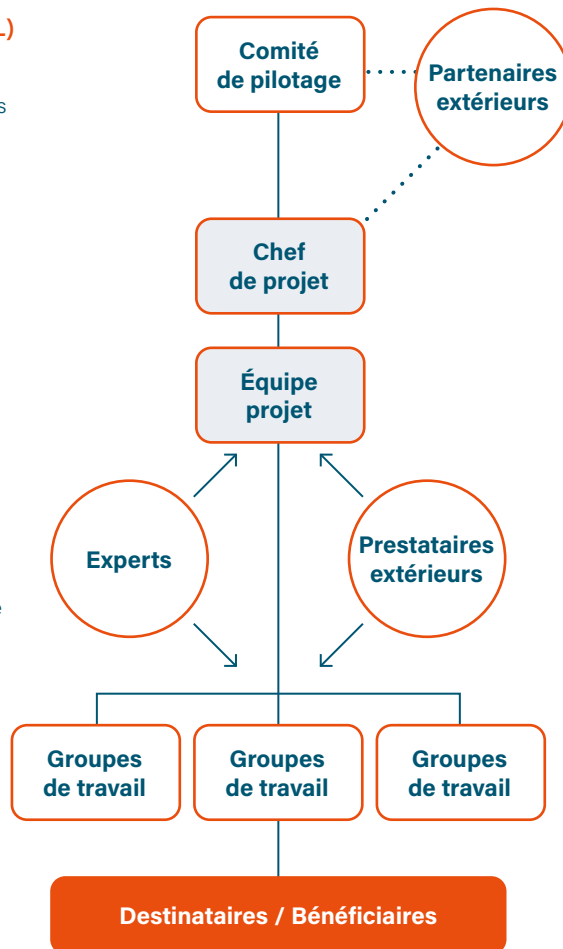 L)
Comité
de pilotage
Partenaires
extérieurs
s
Chef
de projet
Équipe
projet
Experts
Prestataires
extérieurs
e
Groupes
de travail
Groupes
de travail
Groupes
de travail
Destinataires / Bénéficiaires